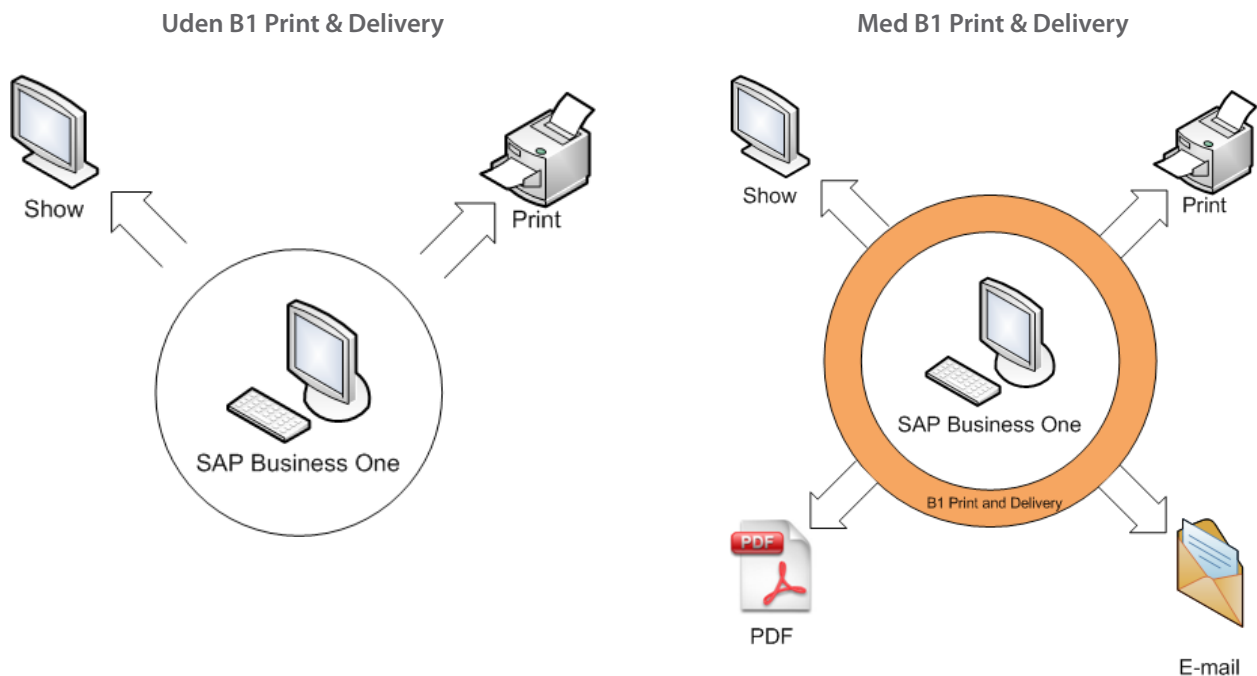 Uden B1 Print & Delivery
Show
Print
SAP Business One
Med B1 Print & Delivery
Show
Print
SAP Business One
B1 Print and Delivery
PDF
PDF
E-mail